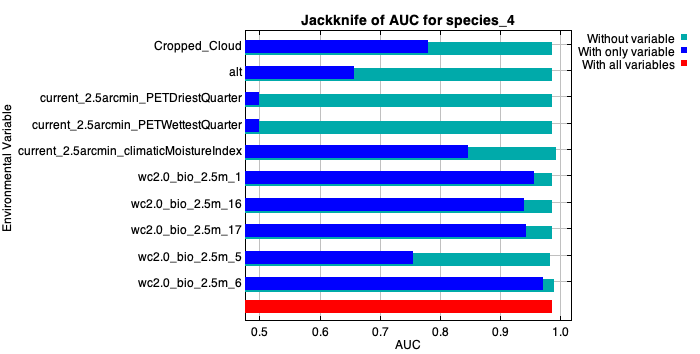 Jackknife of AUC for species_4
Without variable
With only variable
With all variables
Environmental Variable
Cropped_Cloud
alt
current_2.5arcmin_PETDriestQuarter
current_2.5arcmin_PETWettestQuarter
current_2.5arcmin_climaticMoistureIndex
wc2.0_bio_2.5m_1
wc2.0_bio_2.5m_16
wc2.0_bio_2.5m_17
wc2.0_bio_2.5m_5
wc2.0_bio_2.5m_6
0.5 0.6 0.7 0.8 0.9 1.0
AUC